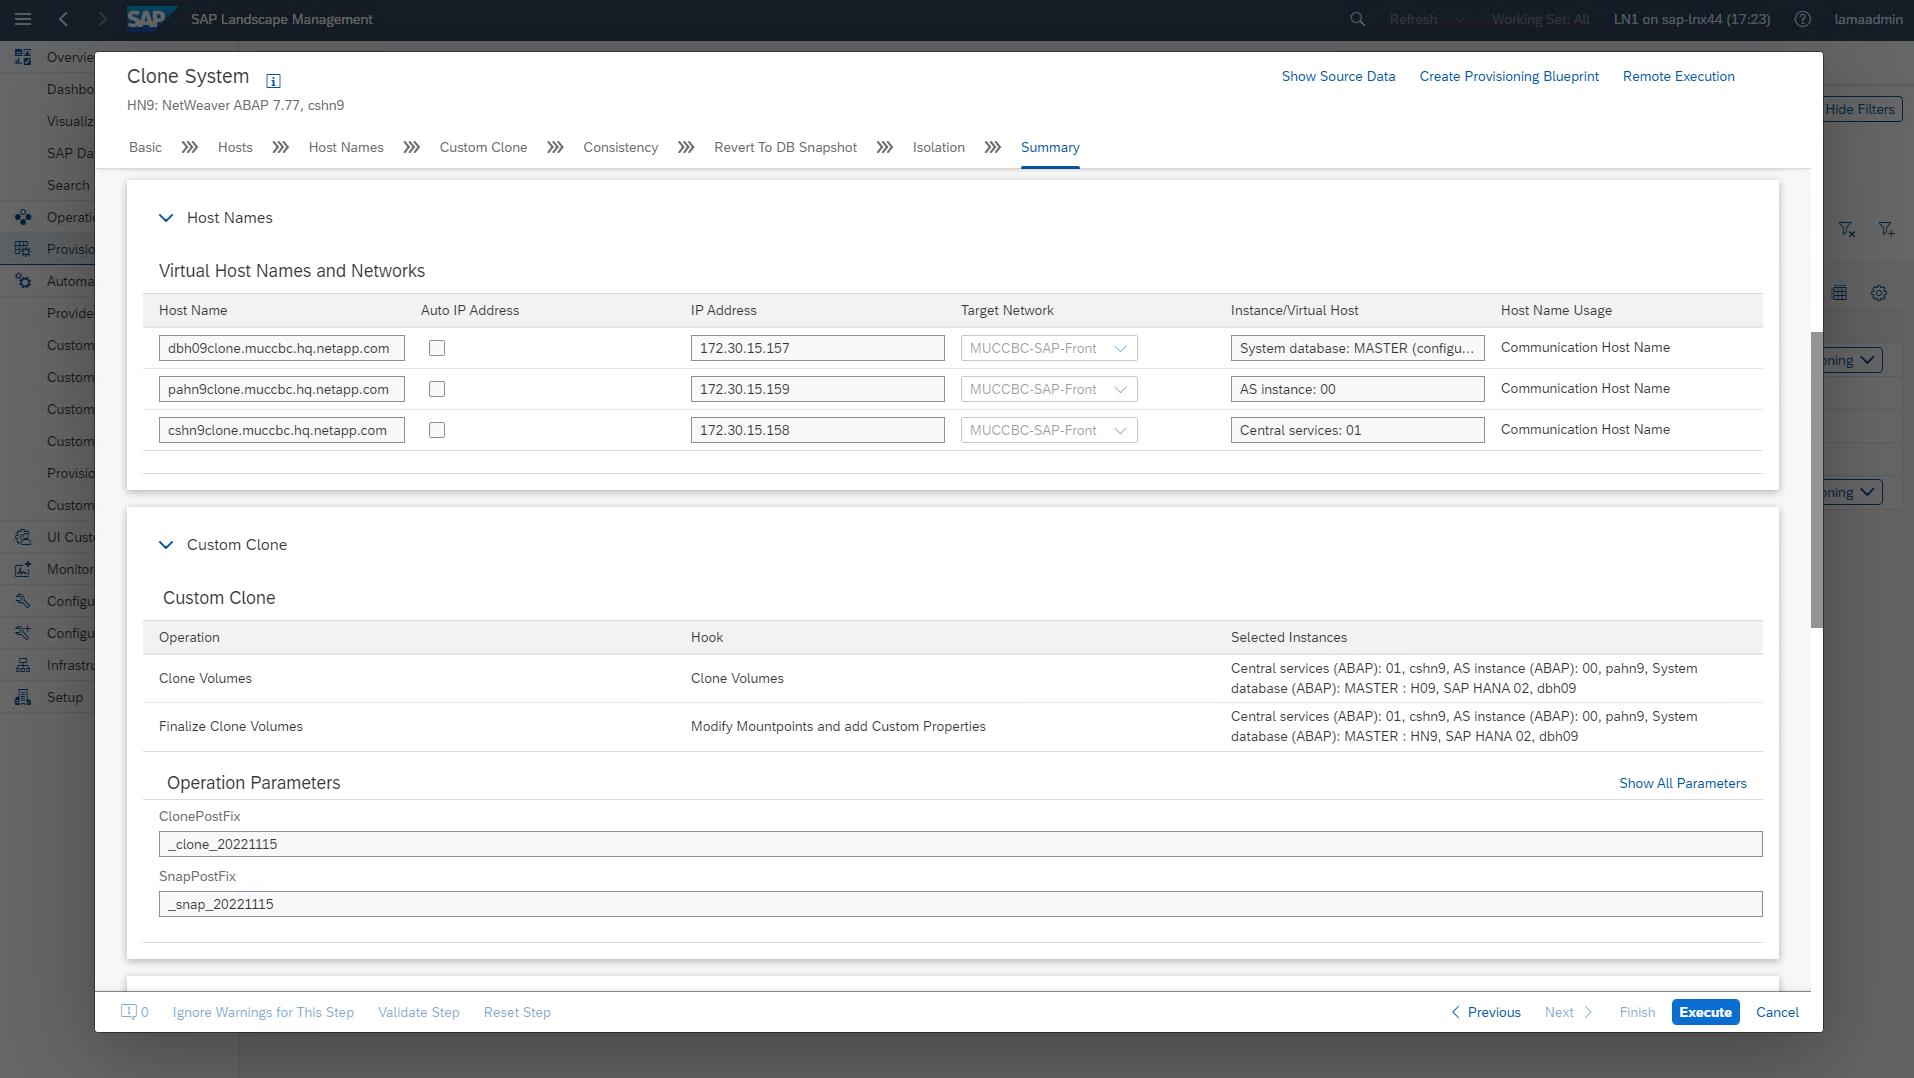 SAP
SAP Landscape Management
Refresh
Working Set: All
LN1 on sap-lnx44 (17:23)
lamaadmin
Overvie
Dashbo
Visualiz
SAP Da
Search
Operati
Provisio
Automa
Provide
Custom
Custom
Custom
Custom
Provisio
Custom
UI Cust
Monitor
Configu
Configu
Infrastru
Setup
Hide Filters
oning
oning
Clone System
HN9: NetWeaver ABAP 7.77, cshn9
Show Source Data
Create Provisioning Blueprint
Remote Execution
Basic
Hosts
Host Names
Custom Clone
Consistency
Revert To DB Snapshot
Isolation
Summary
Host Names
Virtual Host Names and Networks
Host Name Auto IP Address IP Address Target Network Instance/Virtual Host Host Name Usage
dbh09clone.muccbc.hq.netapp.com 172.30.15.157 MUCCBC-SAP-Front System database: MASTER (configu... Communication Host Name
pahn9clone.muccbc.hq.netapp.com 172.30.15.159 MUCCBC-SAP-Front AS instance: 00 Communication Host Name
cshn9clone.muccbc.hq.netapp.com 172.30.15.158 MUCCBC-SAP-Front Central services: 01 Communication Host Name
Custom Clone
Custom Clone
Operation Hook Selected Instances
Clone Volumes Clone Volumes Central services (ABAP): 01, cshn9, AS instance (ABAP): 00, pahn9, System
database (ABAP): MASTER : H09, SAP HANA 02, dbh09
Finalize Clone Volumes Modify Mountpoints and add Custom Properties Central services (ABAP): 01, cshn9, AS instance (ABAP): 00, pahn9, System
database (ABAP): MASTER : HN9, SAP HANA 02, dbh09
Operation Parameters
Show All Parameters
ClonePostFix
_clone_20221115
SnapPostFix
_snap_20221115
0
Ignore Warnings for This Step
Validate Step
Reset Step
Previous
Next
Finish
Execute
Cancel